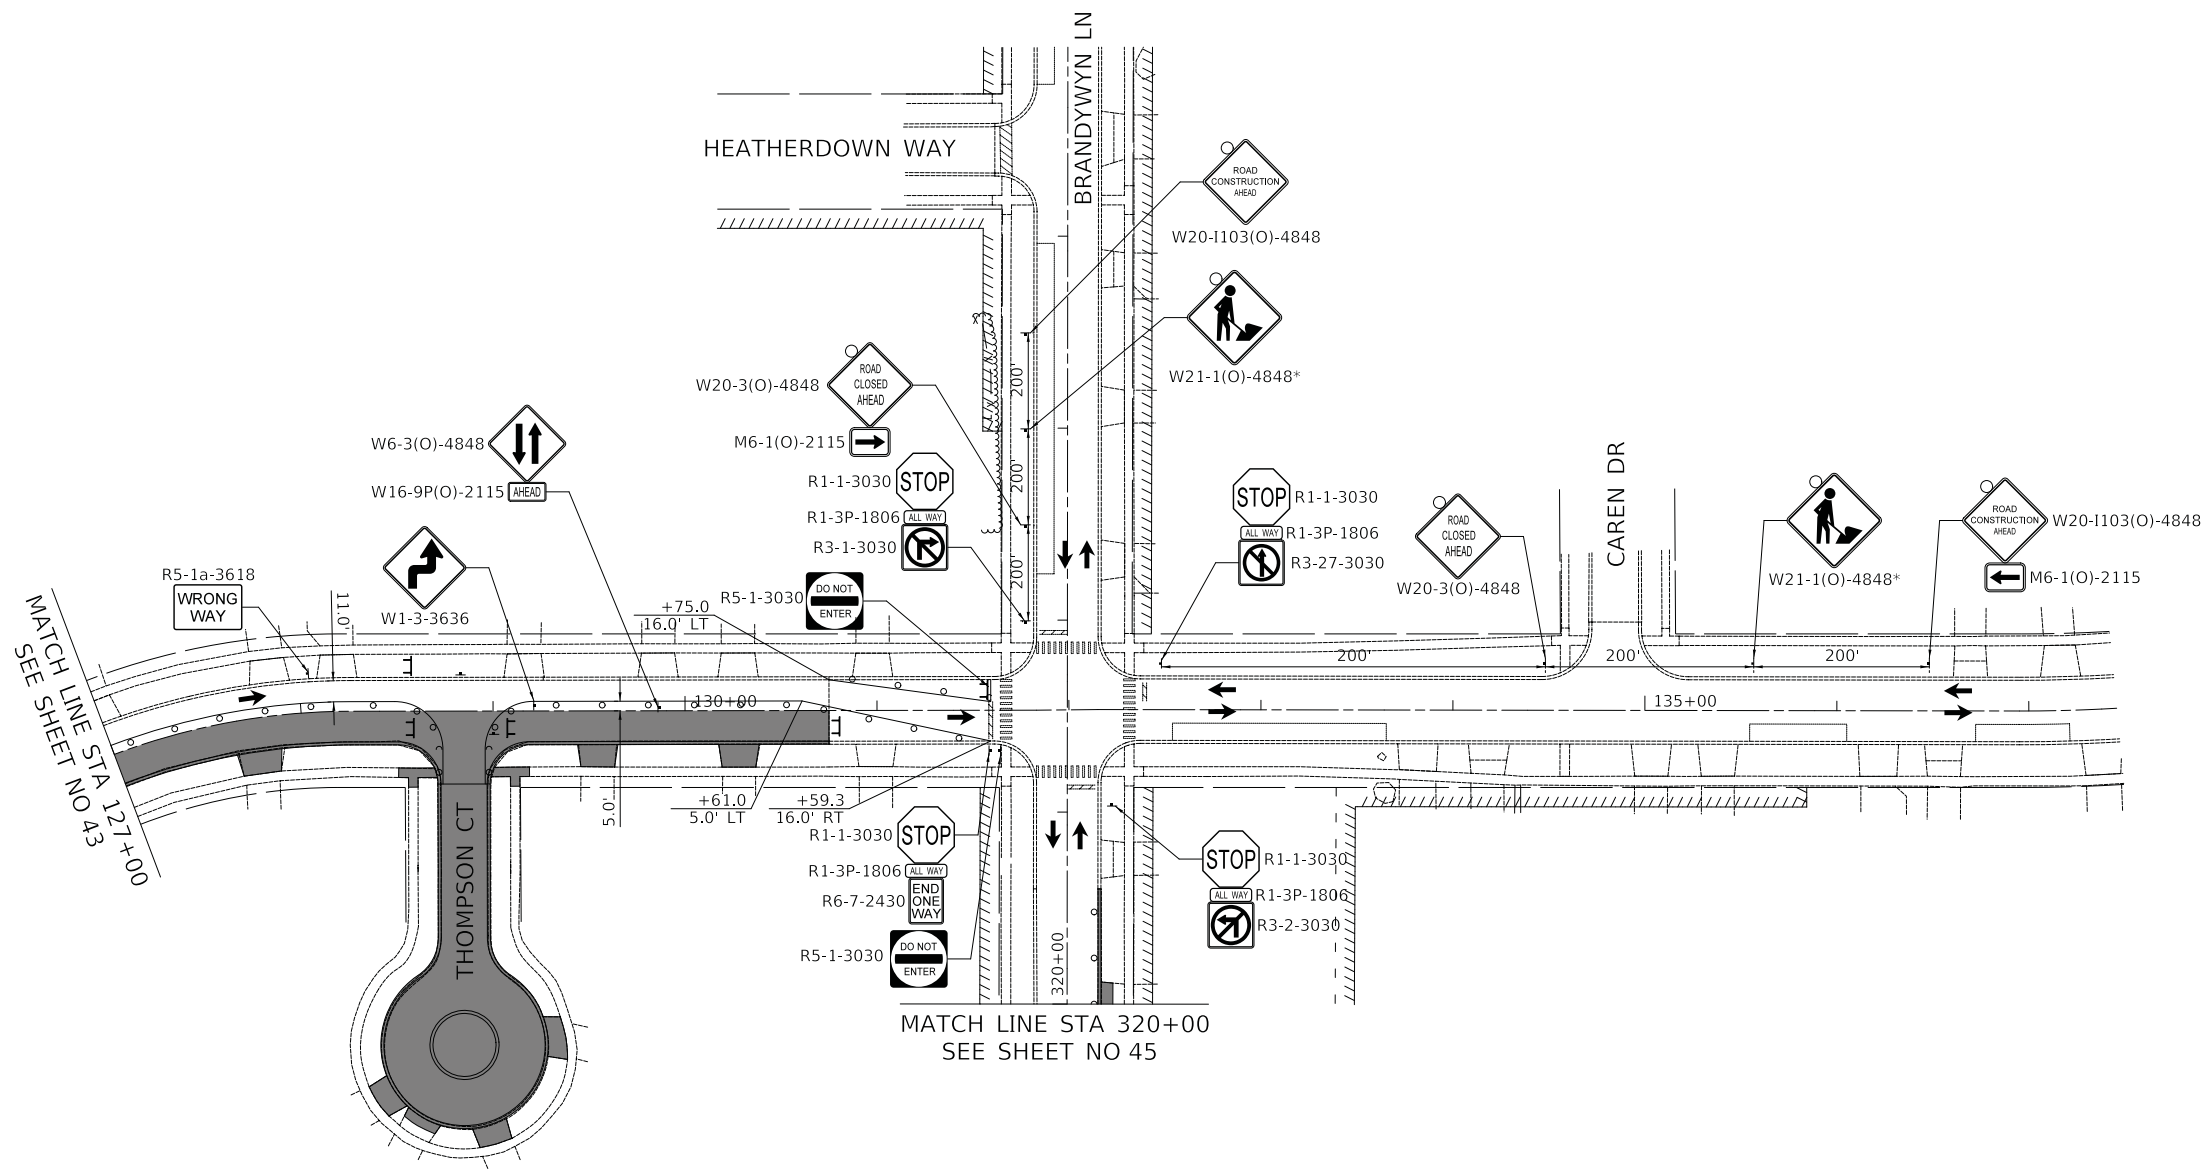 BRANDYWYN LN
HEATHERDOWN WAY
ROAD
CONSTRUCTION
AHEAD
W20-I103(O)-4848
W21-1(O)-4848*
200'
200'
200'
W20-3(O)-4848
ROAD
CLOSED
AHEAD
M6-1(O)-2115
R1-1-3030
STOP
R1-3P-1806
ALL WAY
R3-1-3030
R5-1-3030
DO NOT
ENTER
W6-3(O)-4848
W16-9P(O)-2115
AHEAD
W1-3-3636
R5-1a-3618
WRONG
WAY
11.0'
+75.0
16.0' LT
STOP
R1-1-3030
ALL WAY
R1-3P-1806
R3-27-3030
ROAD
CLOSED
AHEAD
W20-3(O)-4848
CAREN DR
W21-1(O)-4848*
ROAD
CONSTRUCTION
AHEAD
W20-I103(O)-4848
M6-1(O)-2115
200'
200'
200'
MATCH LINE STA 127+00
SEE SHEET NO 43
130+00
135+00
5.0'
+61.0
5.0' LT
+59.3
16.0' RT
THOMPSON CT
R1-1-3030
STOP
R1-3P-1806
ALL WAY
R6-7-2430
END
ONE
WAY
R5-1-3030
DO NOT
ENTER
STOP
R1-1-3030
ALL WAY
R1-3P-1806
R3-2-3030
320+00
MATCH LINE STA 320+00
SEE SHEET NO 45